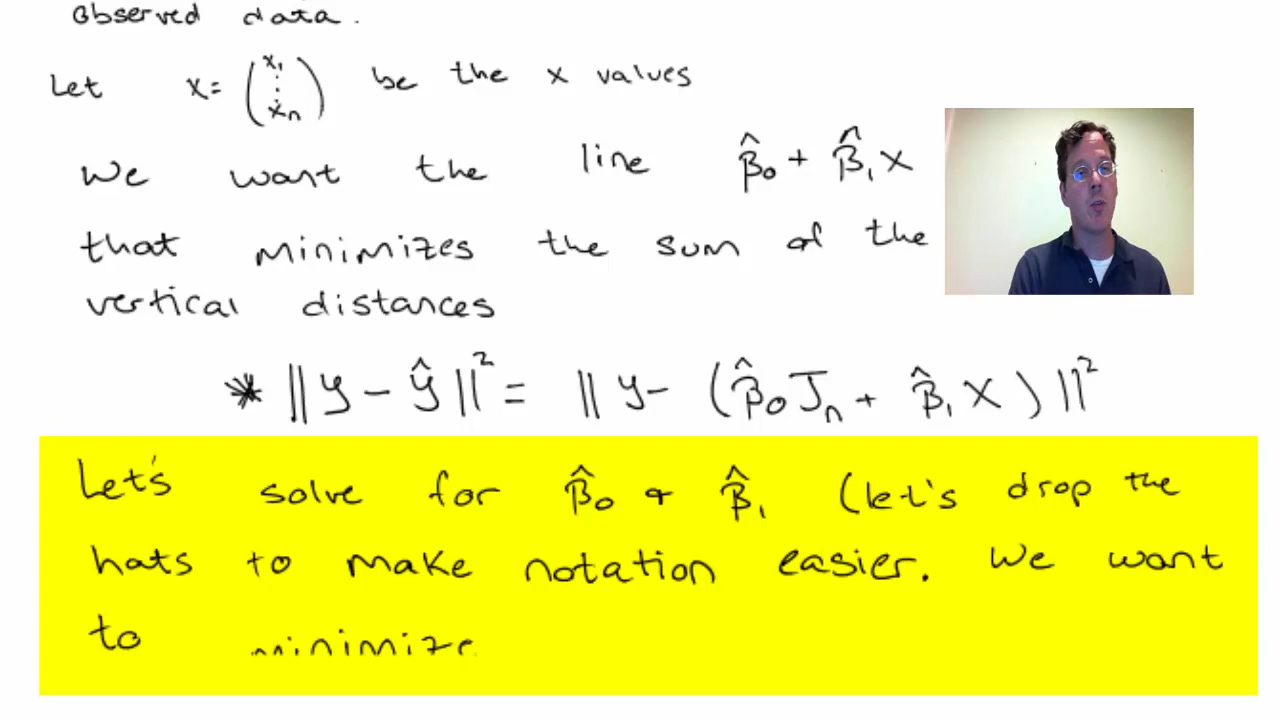 Observed data.
Let x = (x₁ ⋮ xₙ) be the x values
We want the line β̂₀ + β̂₁x
that minimizes the sum of the
vertical distances
* ||y - ŷ||² = || y - (β̂₀Jₙ + β̂₁x) ||²
Let's solve for β̂₀ + β̂₁ (let's drop the
hats to make notation easier. We want
to minimize